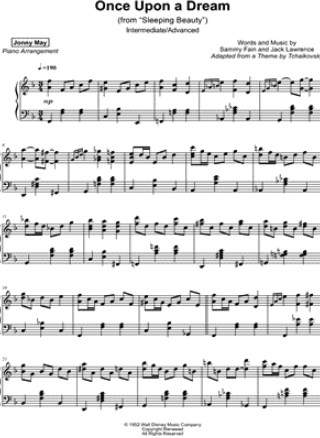 Once Upon a Dream
(from "Sleeping Beauty")
Intermediate/Advanced
Jonny May
Piano Arrangement
Words and Music by
Sammy Fain and Jack Lawrence
Adapted from a Theme by Tchaikovsk
=190
mp
6
11
16
21
© 1952 Walt Disney Music Company
Copyright Renewed
All Rights Reserved